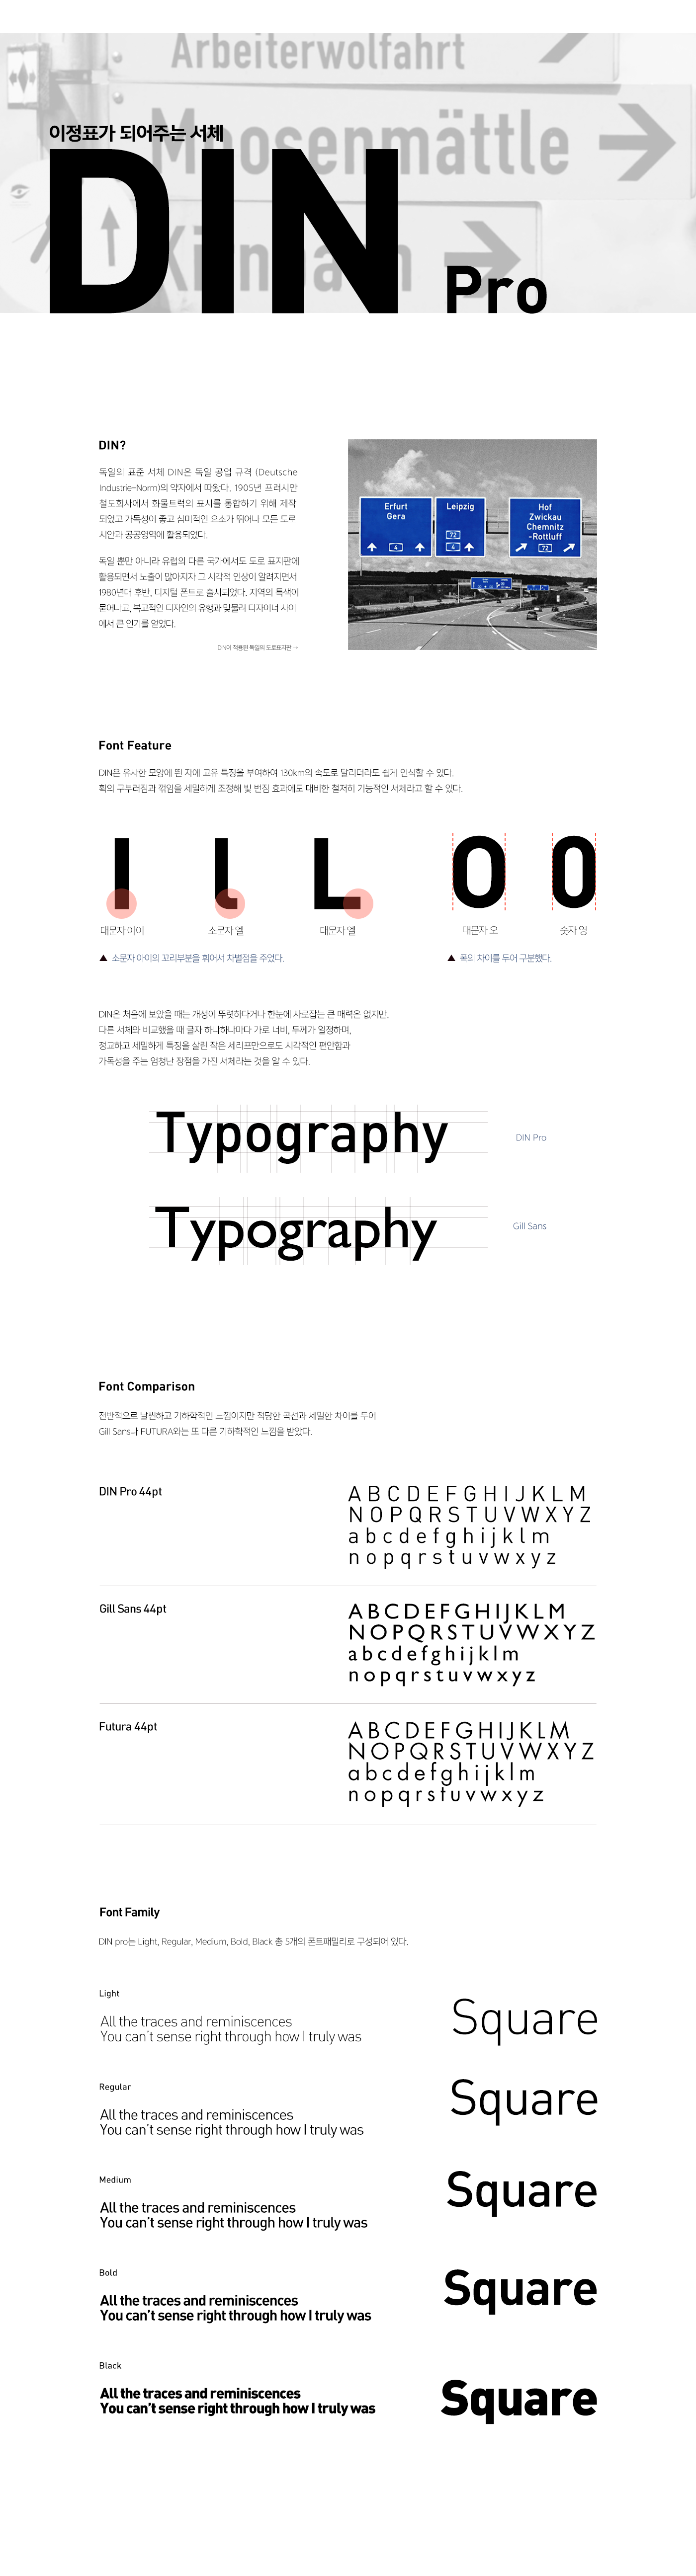 Arbeiterwolfahrt
Moosenmättle
이정표가 되어주는 서체
DIN Pro
DIN?
독일의 표준 서체 DIN은 독일 공업 규격 (Deutsche
Industrie-Norm)의 약자에서 따왔다. 1905년 프러시안
철도회사에서 화물트럭의 표시를 통합하기 위해 제작
되었고 가독성이 좋고 심미적인 요소가 뛰어나 모든 도로
시안과 공공영역에 활용되었다.
독일 뿐만 아니라 유럽의 다른 국가에서도 도로 표지판에
활용되면서 노출이 많아지자 그 시각적 인상이 알려지면서
1980년대 후반, 디지털 폰트로 출시되었다. 지역의 특색이
묻어나고, 복고적인 디자인의 유행과 맞물려 디자이너 사이
에서 큰 인기를 얻었다.
DIN이 적용된 독일의 도로표지판 →
Erfurt
Gera
4
Leipzig
72
4
Hof
Zwickau
Chemnitz
-Rottluff
72
Font Feature
DIN은 유사한 모양에 띈 자에 고유 특징을 부여하여 130km의 속도로 달리더라도 쉽게 인식할 수 있다.
획의 구부러짐과 꺾임을 세밀하게 조정해 빛 번짐 효과에도 대비한 철저히 기능적인 서체라고 할 수 있다.
I l L O 0
대문자 아이 소문자 엘 대문자 엘 대문자 오 숫자 영
▲ 소문자 아이의 꼬리부분을 휘어서 차별점을 주었다.
▲ 폭의 차이를 두어 구분했다.
DIN은 처음에 보았을 때는 개성이 뚜렷하다거나 한눈에 사로잡는 큰 매력은 없지만,
다른 서체와 비교했을 때 글자 하나하나마다 가로 너비, 두께가 일정하며,
정교하고 세밀하게 특징을 살린 작은 세리프만으로도 시각적인 편안함과
가독성을 주는 엄청난 장점을 가진 서체라는 것을 알 수 있다.
Typography
DIN Pro
Typography
Gill Sans
Font Comparison
전반적으로 날씬하고 기하학적인 느낌이지만 적당한 곡선과 세밀한 차이를 두어
Gill Sans나 FUTURA와는 또 다른 기하학적인 느낌을 받았다.
DIN Pro 44pt
A B C D E F G H I J K L M
N O P Q R S T U V W X Y Z
a b c d e f g h i j k l m
n o p q r s t u v w x y z
Gill Sans 44pt
A B C D E F G H I J K L M
N O P Q R S T U V W X Y Z
a b c d e f g h i j k l m
n o p q r s t u v w x y z
Futura 44pt
A B C D E F G H I J K L M
N O P Q R S T U V W X Y Z
a b c d e f g h i j k l m
n o p q r s t u v w x y z
Font Family
DIN pro는 Light, Regular, Medium, Bold, Black 총 5개의 폰트패밀리로 구성되어 있다.
Light
All the traces and reminiscences
You can't sense right through how I truly was
Square
Regular
All the traces and reminiscences
You can't sense right through how I truly was
Square
Medium
All the traces and reminiscences
You can't sense right through how I truly was
Square
Bold
All the traces and reminiscences
You can't sense right through how I truly was
Square
Black
All the traces and reminiscences
You can't sense right through how I truly was
Square